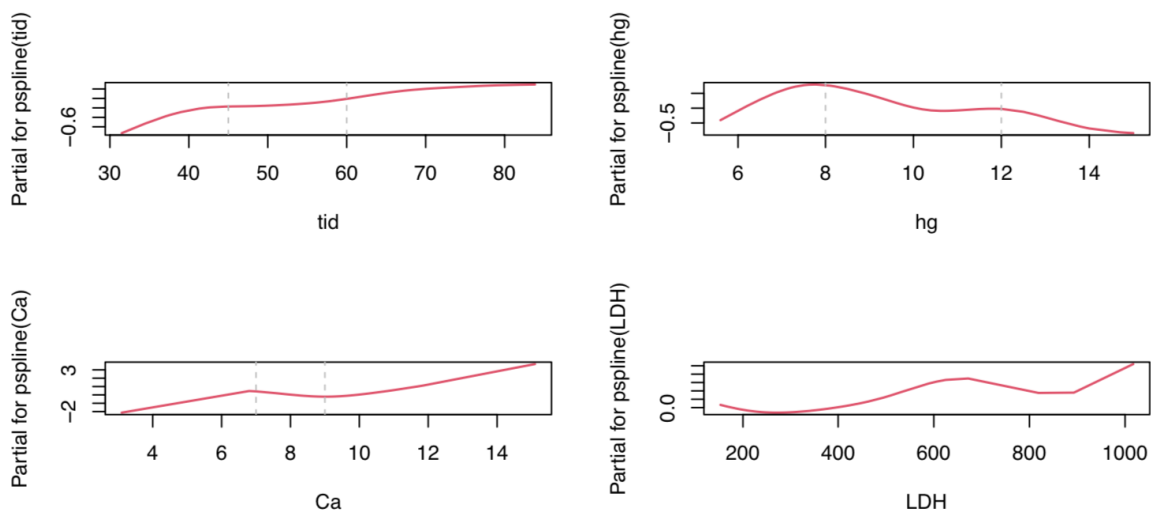 Partial for pspline(tid)
−0.6
30 40 50 60 70 80
tid
Partial for pspline(hg)
−0.5
6 8 10 12 14
hg
Partial for pspline(Ca)
3
−2
4 6 8 10 12 14
Ca
Partial for pspline(LDH)
0.0
200 400 600 800 1000
LDH